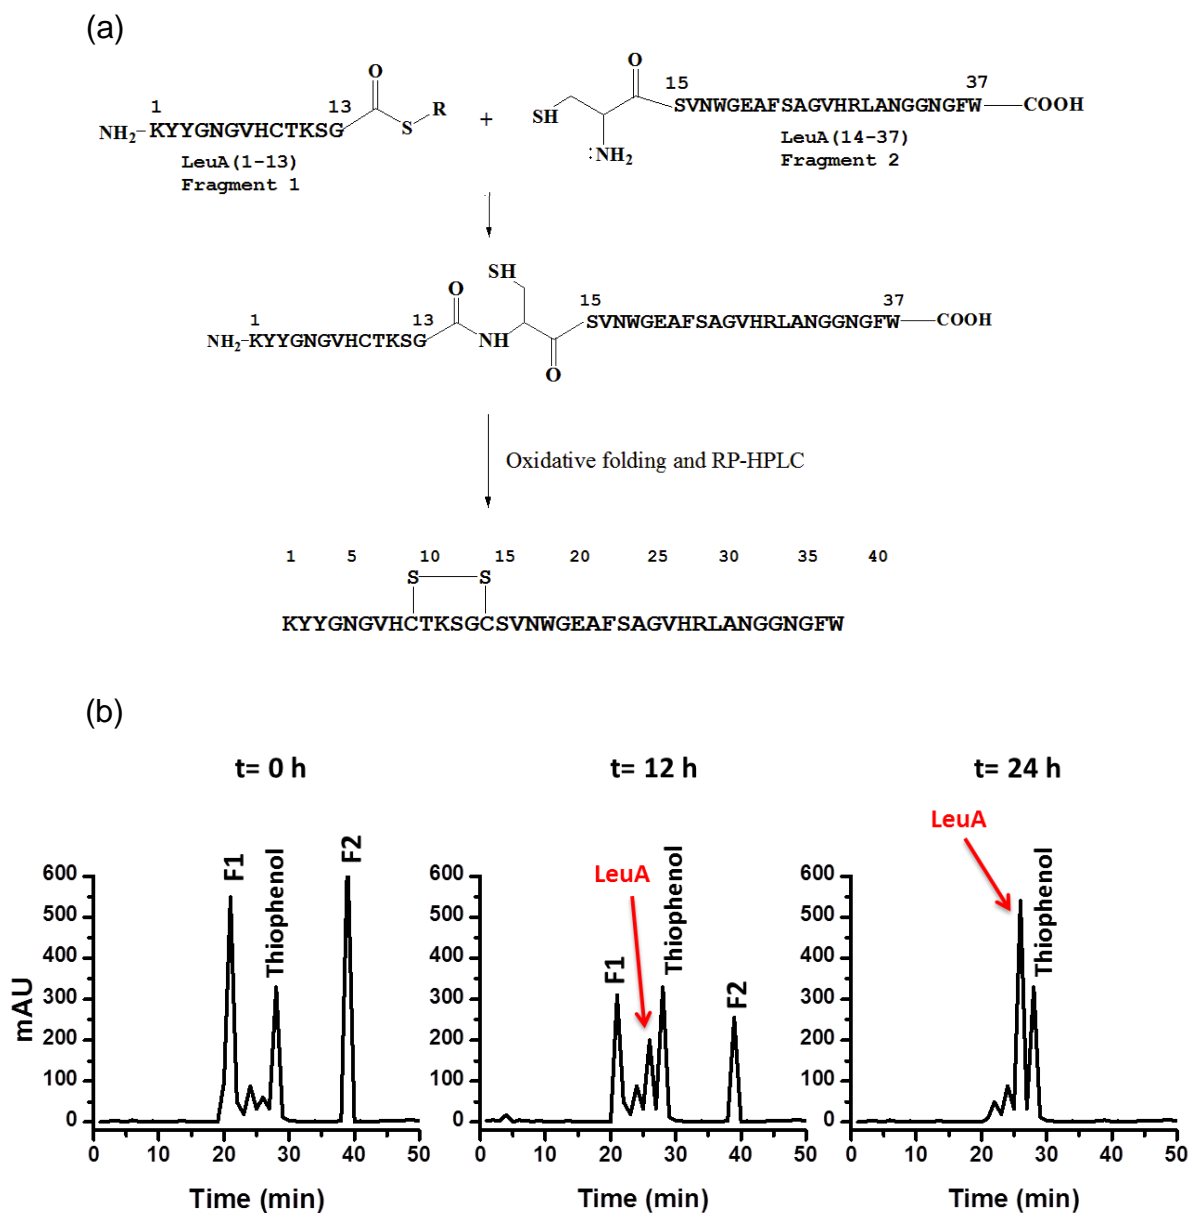 (a)
O
1
13
S
R
NH2
KYYGNGVHCTKSG
LeuA(1-13)
Fragment 1
+
O
SH
:NH2
15
37
SVNWGEAFSAGVHRLANGGNGFW
COOH
LeuA(14-37)
Fragment 2
SH
O
1
13
15
37
NH2
KYYGNGVHCTKSG
NH
O
SVNWGEAFSAGVHRLANGGNGFW
COOH
Oxidative folding and RP-HPLC
1 5 10 15 20 25 30 35 40
S S
KYYGNGVHCTKSGCSVNWGEAFSAGVHRLANGGNGFW
(b)
t= 0 h
F1
Thiophenol
F2
mAU
600
500
400
300
200
100
0
0 10 20 30 40 50
Time (min)
t= 12 h
LeuA
F1
Thiophenol
F2
600
500
400
300
200
100
0
0 10 20 30 40 50
Time (min)
t= 24 h
LeuA
Thiophenol
600
500
400
300
200
100
0
0 10 20 30 40 50
Time (min)